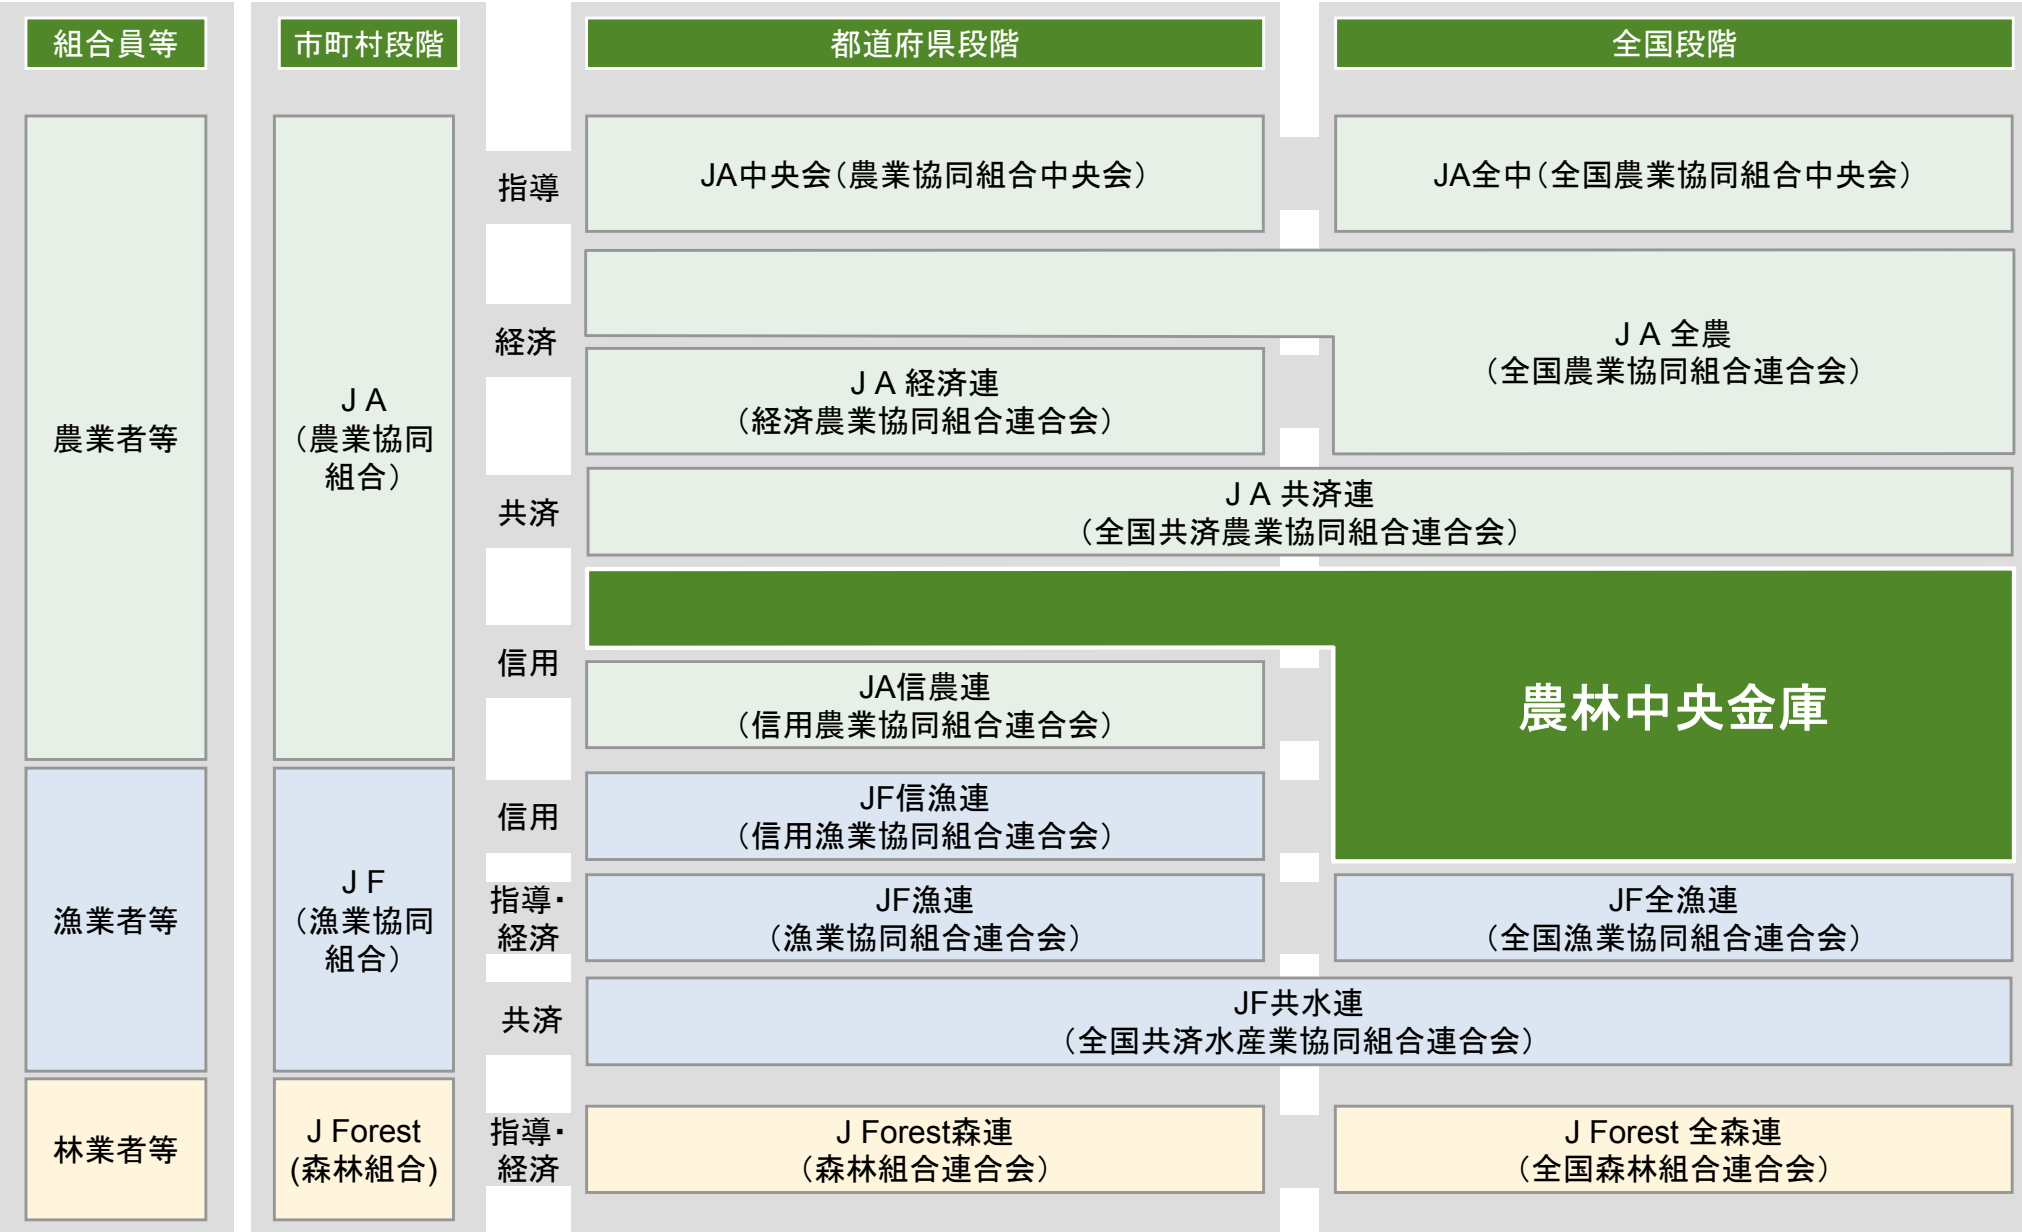 組合員等
市町村段階
都道府県段階
全国段階
農業者等
J A
（農業協同
組合）
指導
JA中央会（農業協同組合中央会）
JA全中（全国農業協同組合中央会）
経済
J A 全農
（全国農業協同組合連合会）
J A 経済連
（経済農業協同組合連合会）
共済
J A 共済連
（全国共済農業協同組合連合会）
信用
農林中央金庫
JA信農連
（信用農業協同組合連合会）
漁業者等
J F
（漁業協同
組合）
信用
JF信漁連
（信用漁業協同組合連合会）
指導・
経済
JF漁連
（漁業協同組合連合会）
JF全漁連
（全国漁業協同組合連合会）
共済
JF共水連
（全国共済水産業協同組合連合会）
林業者等
J Forest
(森林組合)
指導・
経済
J Forest森連
（森林組合連合会）
J Forest 全森連
（全国森林組合連合会）